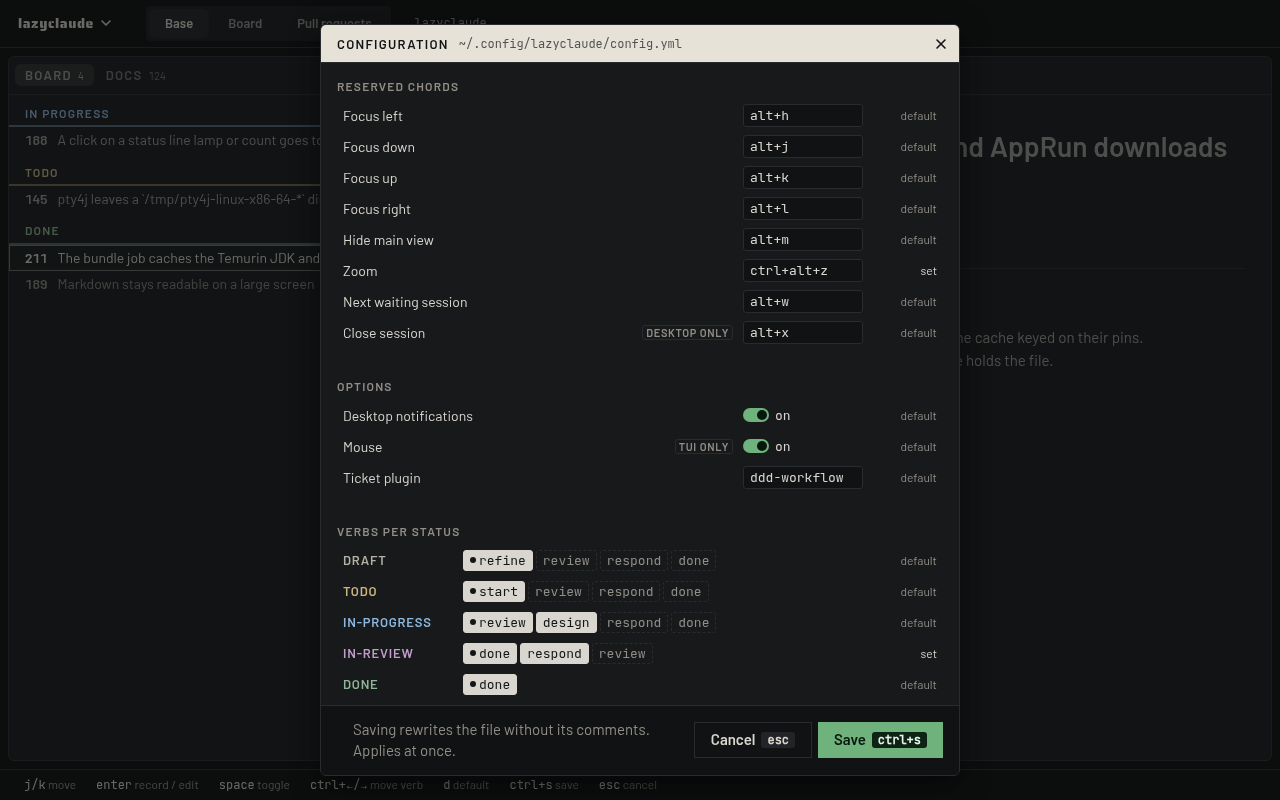 lazyclaude Base Board Pull requests lazyclaude
CONFIGURATION ~/.config/lazyclaude/config.yml
BOARD 4 DOCS 124
RESERVED CHORDS
IN PROGRESS
Focus left alt+h default
188 A click on a status line lamp or count goes to
Focus down alt+j default
nd AppRun downloads
TODO
Focus up alt+k default
145 pty4j leaves a `/tmp/pty4j-linux-x86-64-*` di
Focus right alt+l default
DONE
Hide main view alt+m default
211 The bundle job caches the Temurin JDK and
Zoom ctrl+alt+z set
189 Markdown stays readable on a large screen
Next waiting session alt+w default
Close session DESKTOP ONLY alt+x default
e cache keyed on their pins.
holds the file.
OPTIONS
Desktop notifications on default
Mouse TUI ONLY on default
Ticket plugin ddd-workflow default
VERBS PER STATUS
DRAFT refine review respond done default
TODO start review respond done default
IN-PROGRESS review design respond done default
IN-REVIEW done respond review set
DONE done default
Saving rewrites the file without its comments.
Applies at once.
Cancel esc Save ctrl+s
j/k move enter record / edit space toggle ctrl+←/→ move verb d default ctrl+s save esc cancel